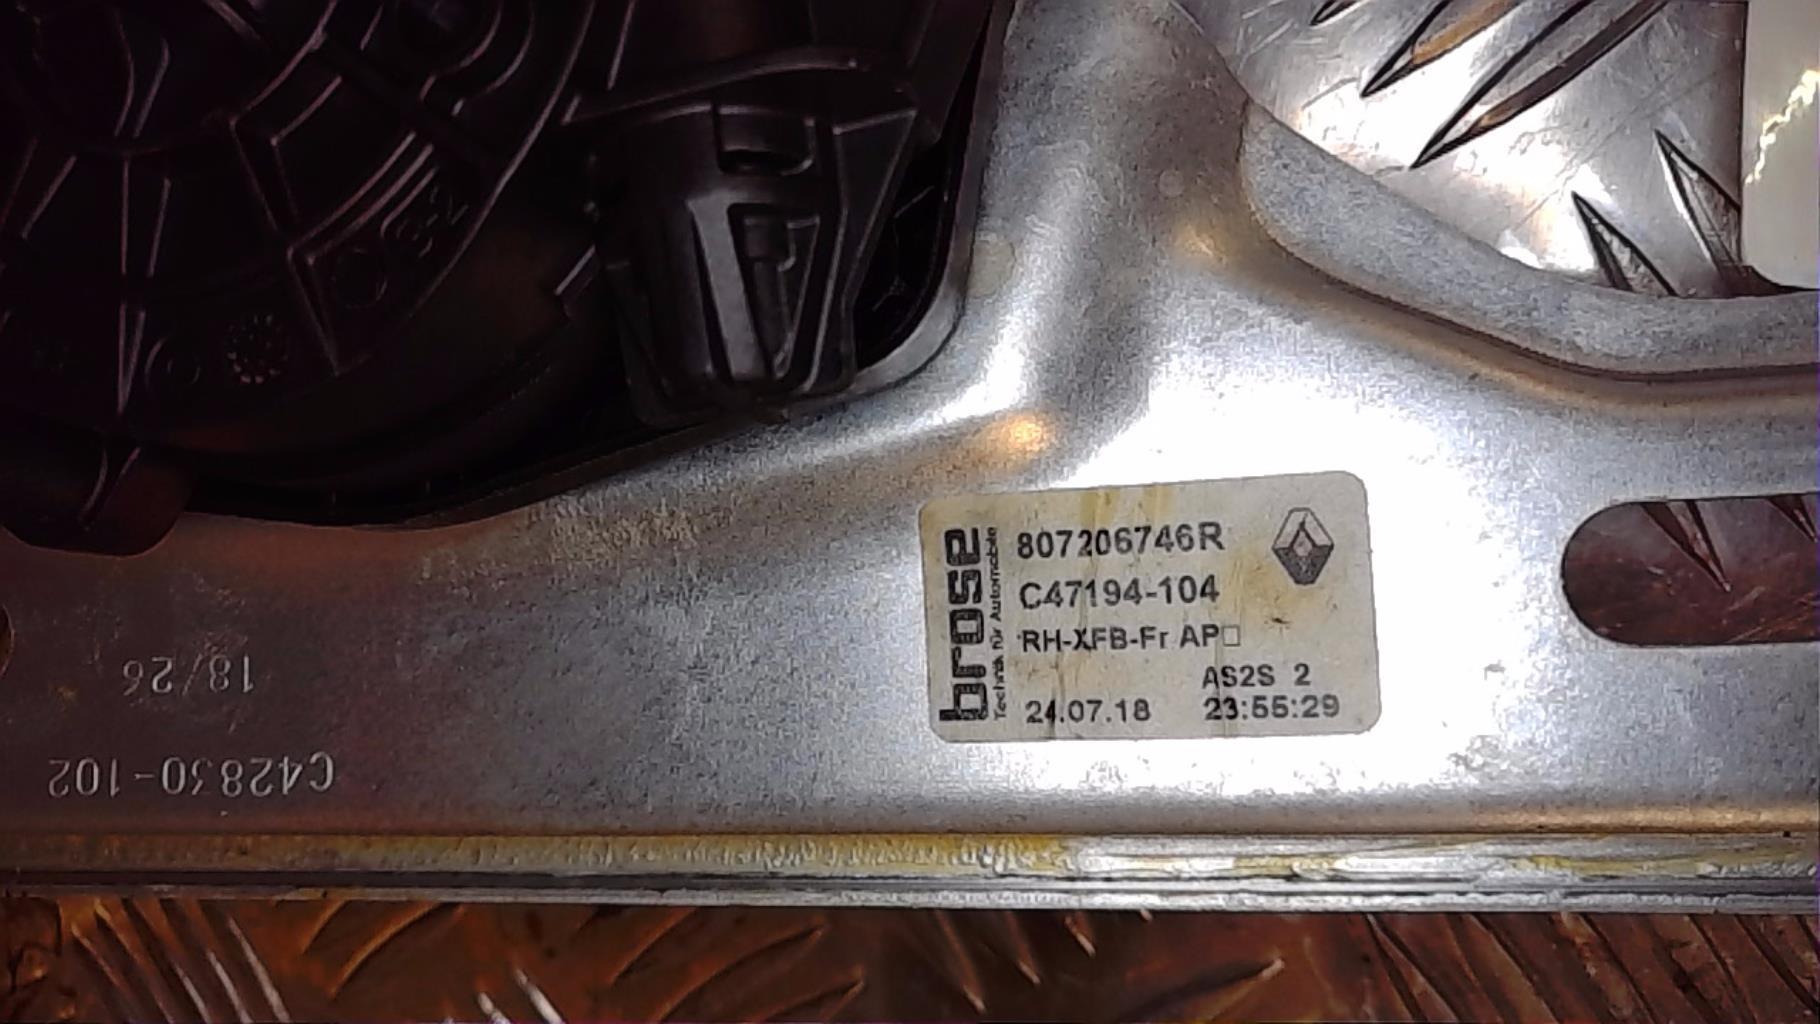 brose
Technik für Automobile
807206746R
C47194-104
RH-XFB-Fr AP□
AS2S 2
24.07.18 23:55:29
18/26
C42830-102